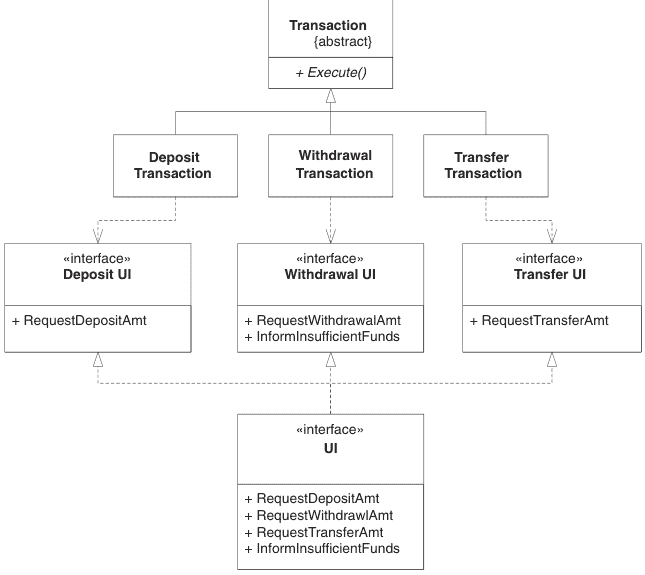 Transaction
{abstract}
+ Execute()
Deposit
Transaction
Withdrawal
Transaction
Transfer
Transaction
«interface»
Deposit UI
+ RequestDepositAmt
«interface»
Withdrawal UI
+ RequestWithdrawalAmt
+ InformInsufficientFunds
«interface»
Transfer UI
+ RequestTransferAmt
«interface»
UI
+ RequestDepositAmt
+ RequestWithdrawlAmt
+ RequestTransferAmt
+ InformInsufficientFunds